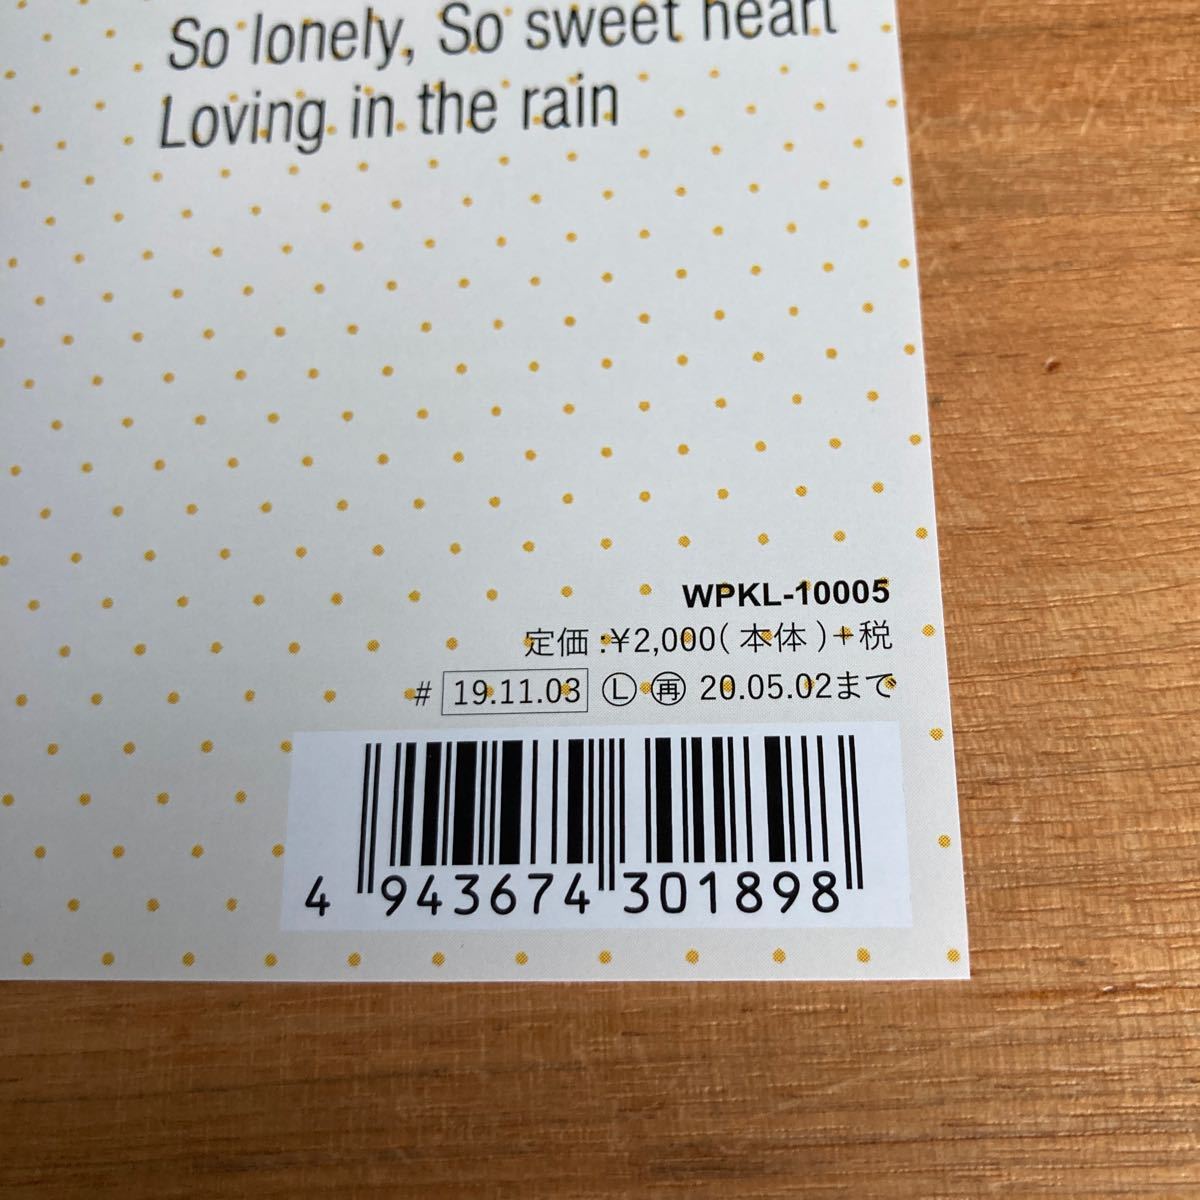 So lonely, So sweet heart
Loving in the rain
WPKL-10005
定価:¥2,000(本体)+税
# 19.11.03 Ⓛ ㊢ 20.05.02まで
4 943674 301898